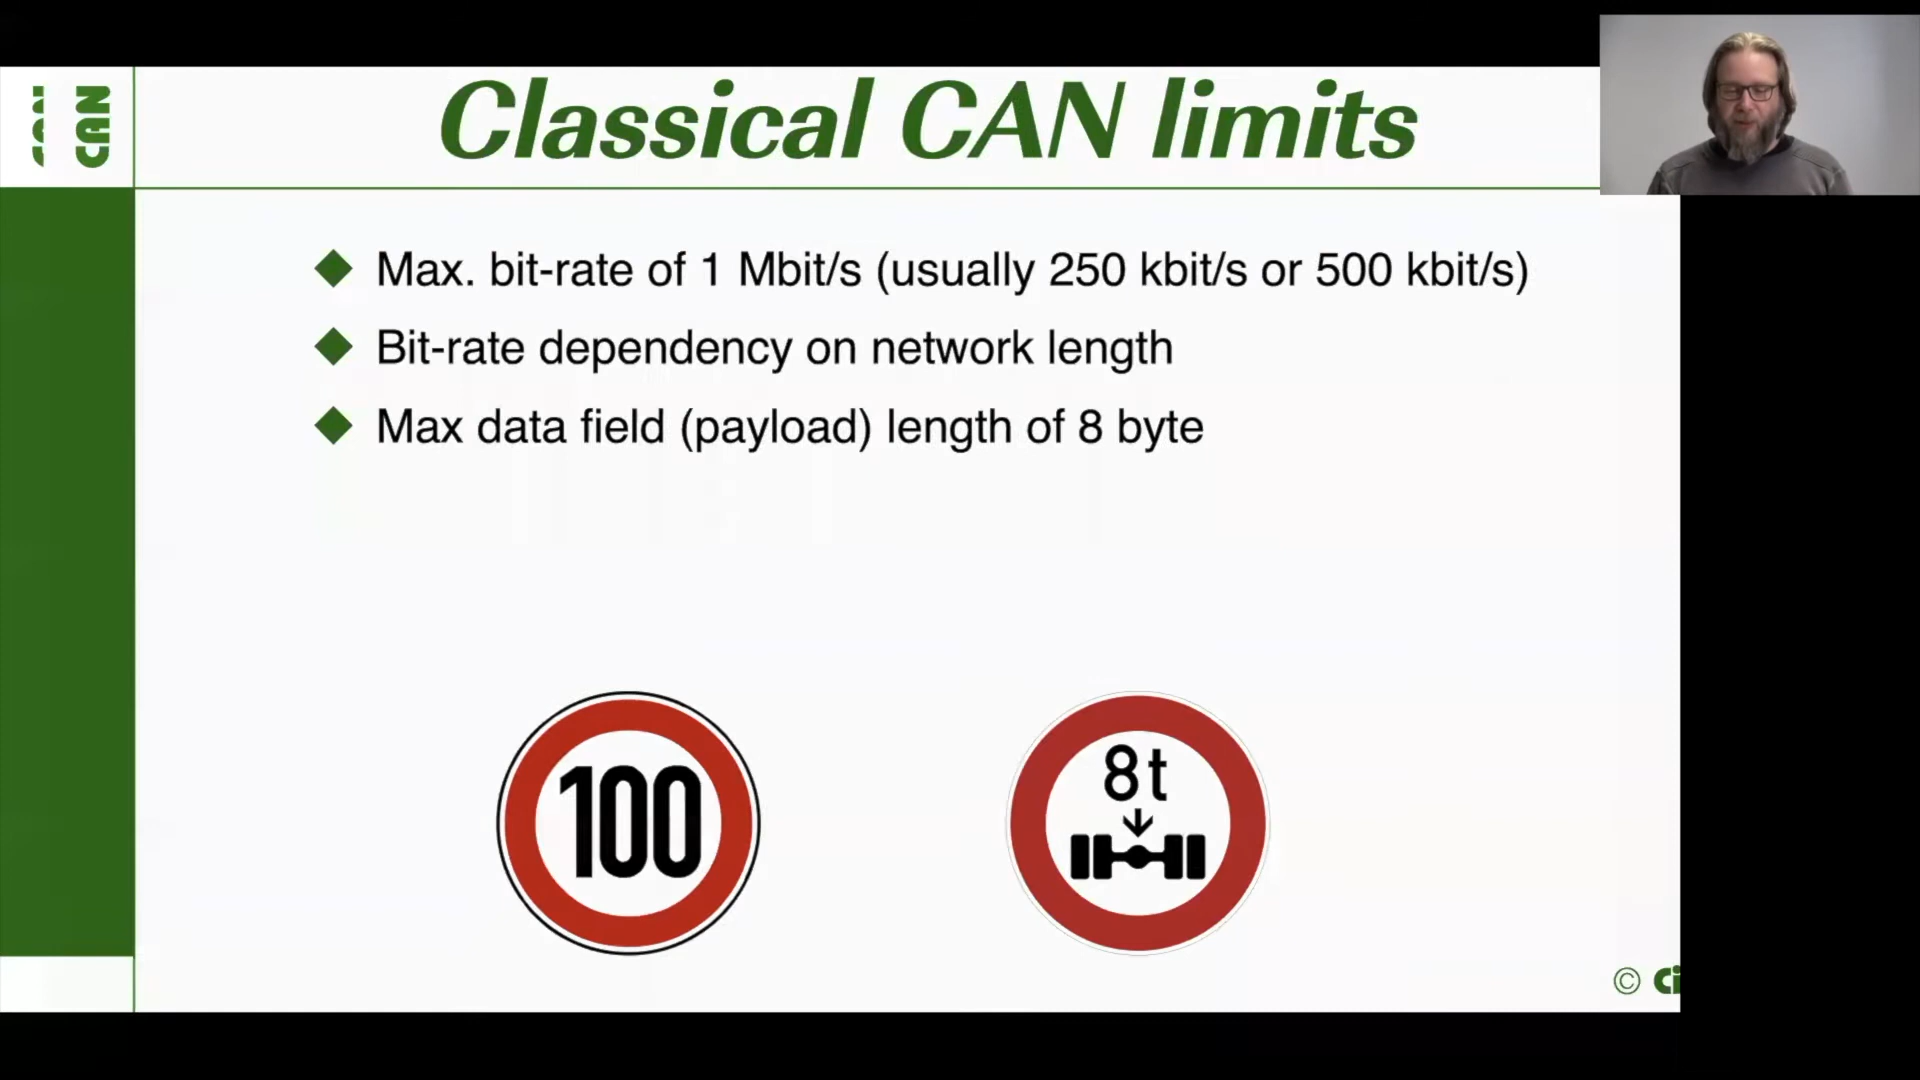 CAN
Classical CAN limits
Max. bit-rate of 1 Mbit/s (usually 250 kbit/s or 500 kbit/s)
Bit-rate dependency on network length
Max data field (payload) length of 8 byte
100
8t
© Ci